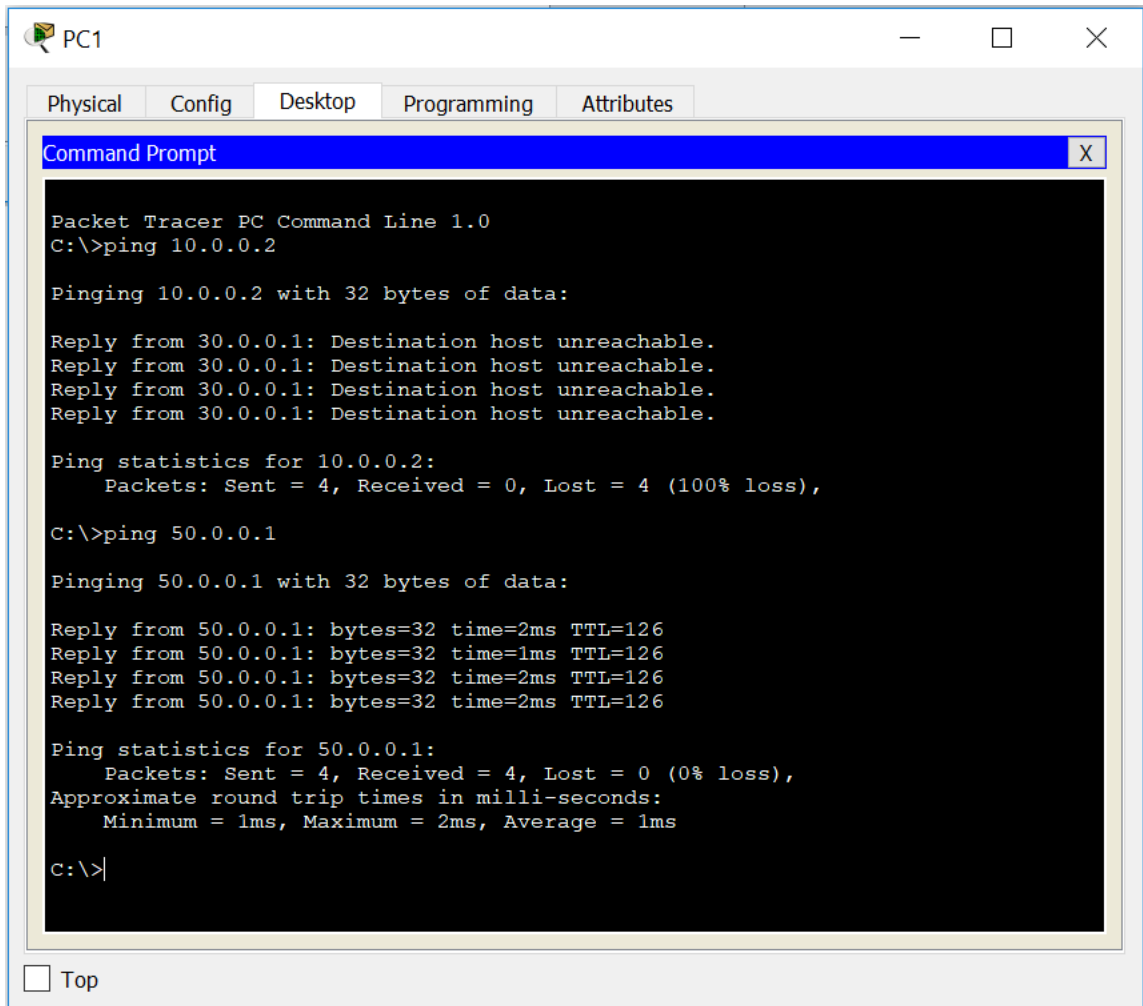 PC1
Physical Config Desktop Programming Attributes
Command Prompt X
Packet Tracer PC Command Line 1.0
C:\>ping 10.0.0.2
Pinging 10.0.0.2 with 32 bytes of data:
Reply from 30.0.0.1: Destination host unreachable.
Reply from 30.0.0.1: Destination host unreachable.
Reply from 30.0.0.1: Destination host unreachable.
Reply from 30.0.0.1: Destination host unreachable.
Ping statistics for 10.0.0.2:
    Packets: Sent = 4, Received = 0, Lost = 4 (100% loss),
C:\>ping 50.0.0.1
Pinging 50.0.0.1 with 32 bytes of data:
Reply from 50.0.0.1: bytes=32 time=2ms TTL=126
Reply from 50.0.0.1: bytes=32 time=1ms TTL=126
Reply from 50.0.0.1: bytes=32 time=2ms TTL=126
Reply from 50.0.0.1: bytes=32 time=2ms TTL=126
Ping statistics for 50.0.0.1:
    Packets: Sent = 4, Received = 4, Lost = 0 (0% loss),
Approximate round trip times in milli-seconds:
    Minimum = 1ms, Maximum = 2ms, Average = 1ms
C:\>
Top